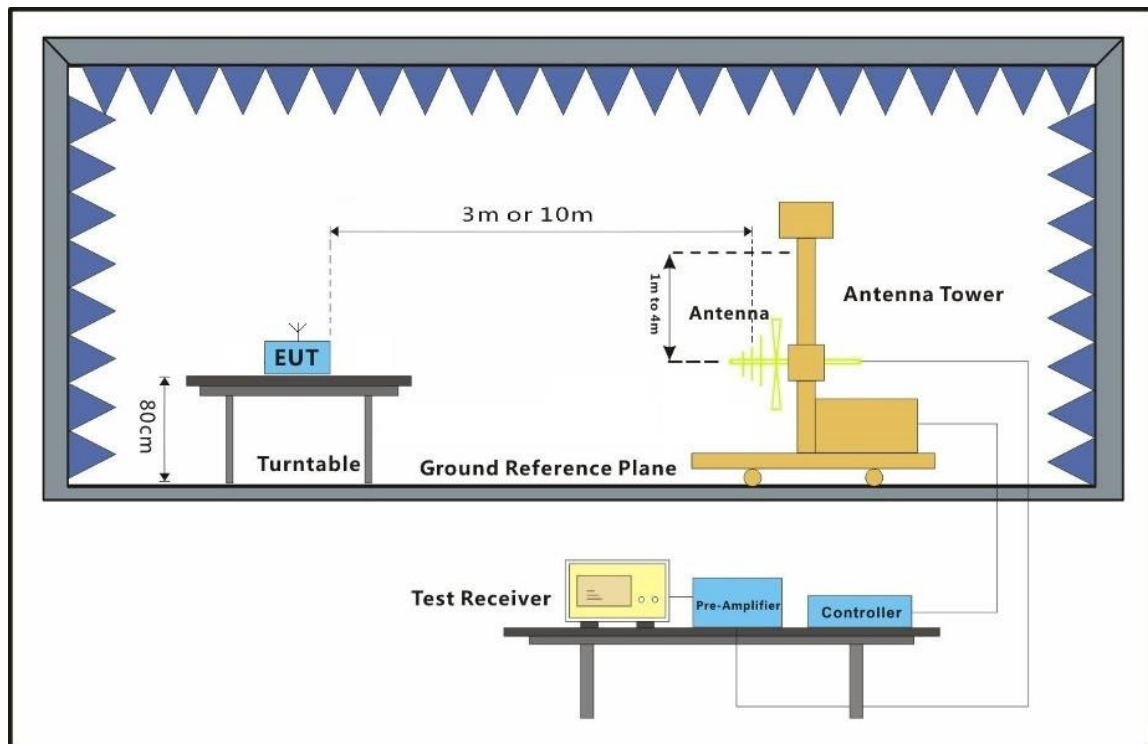 3m or 10m
1m to 4m
Antenna
Antenna Tower
EUT
80cm
Turntable
Ground Reference Plane
Test Receiver
Pre-Amplifier
Controller